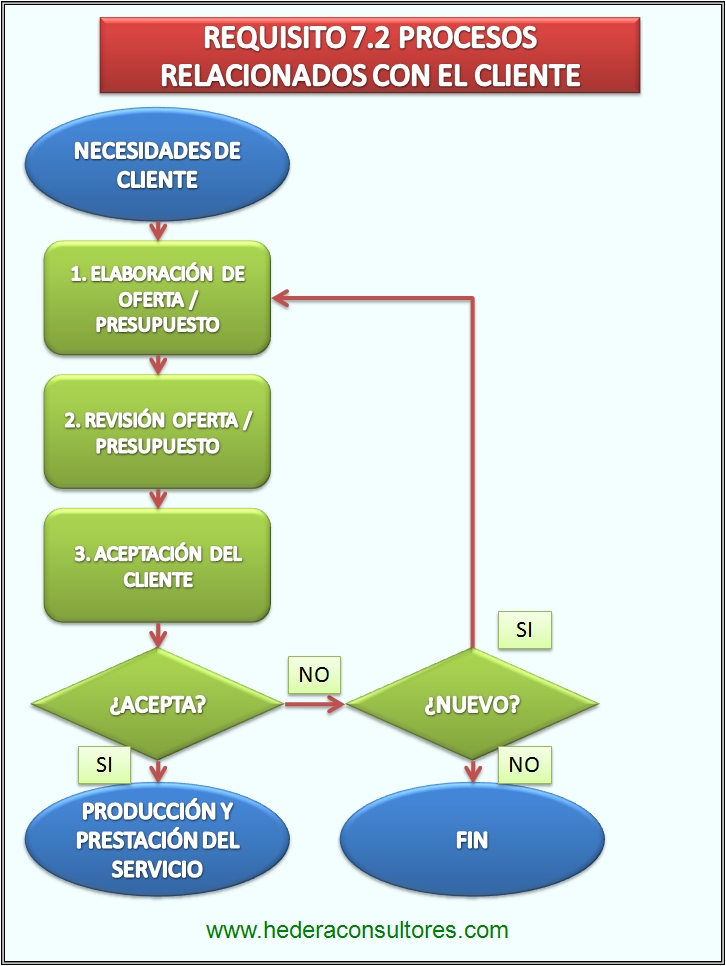 REQUISITO 7.2 PROCESOS
RELACIONADOS CON EL CLIENTE
NECESIDADES DE
CLIENTE
1. ELABORACIÓN DE
OFERTA /
PRESUPUESTO
2. REVISIÓN OFERTA /
PRESUPUESTO
3. ACEPTACIÓN DEL
CLIENTE
SI
NO
¿ACEPTA?
¿NUEVO?
SI
NO
PRODUCCIÓN Y
PRESTACIÓN DEL
SERVICIO
FIN
www.hederaconsultores.com